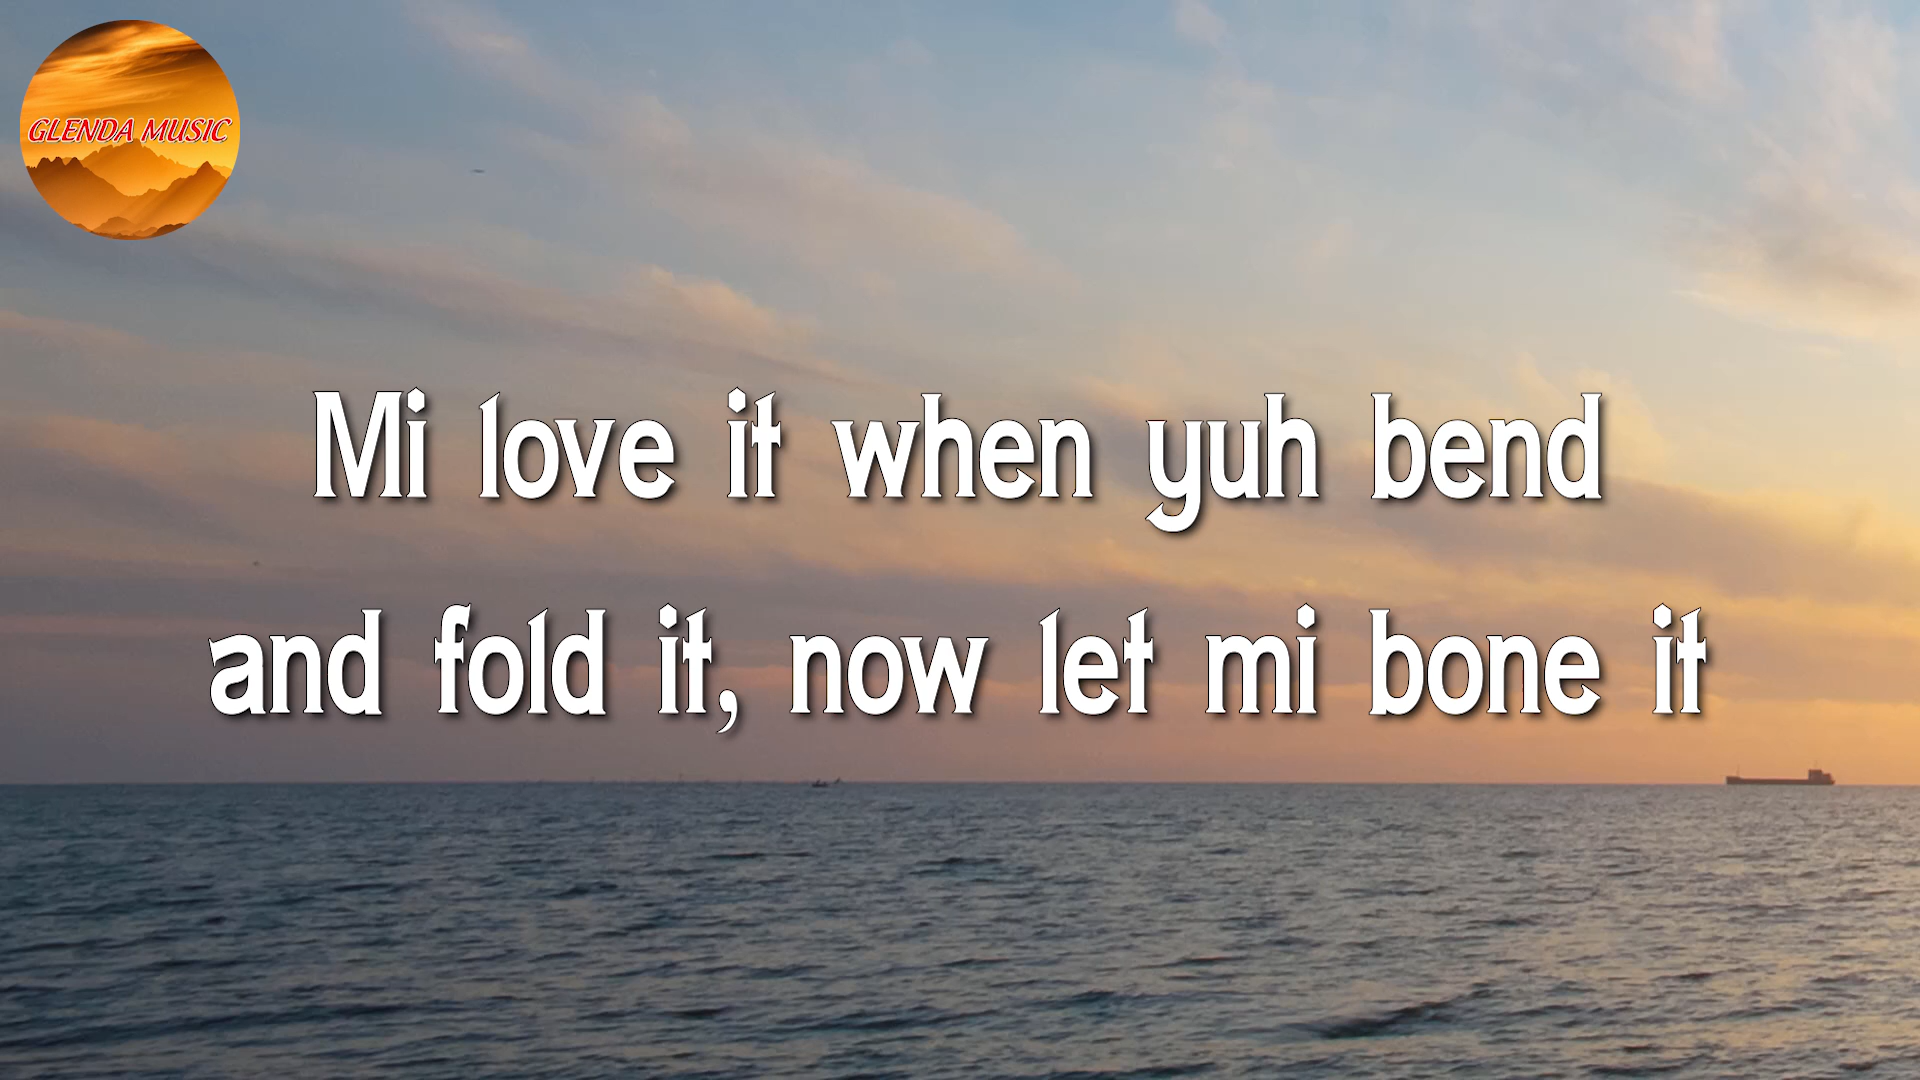 GLENDA MUSIC
Mi love it when yuh bend
and fold it, now let mi bone it